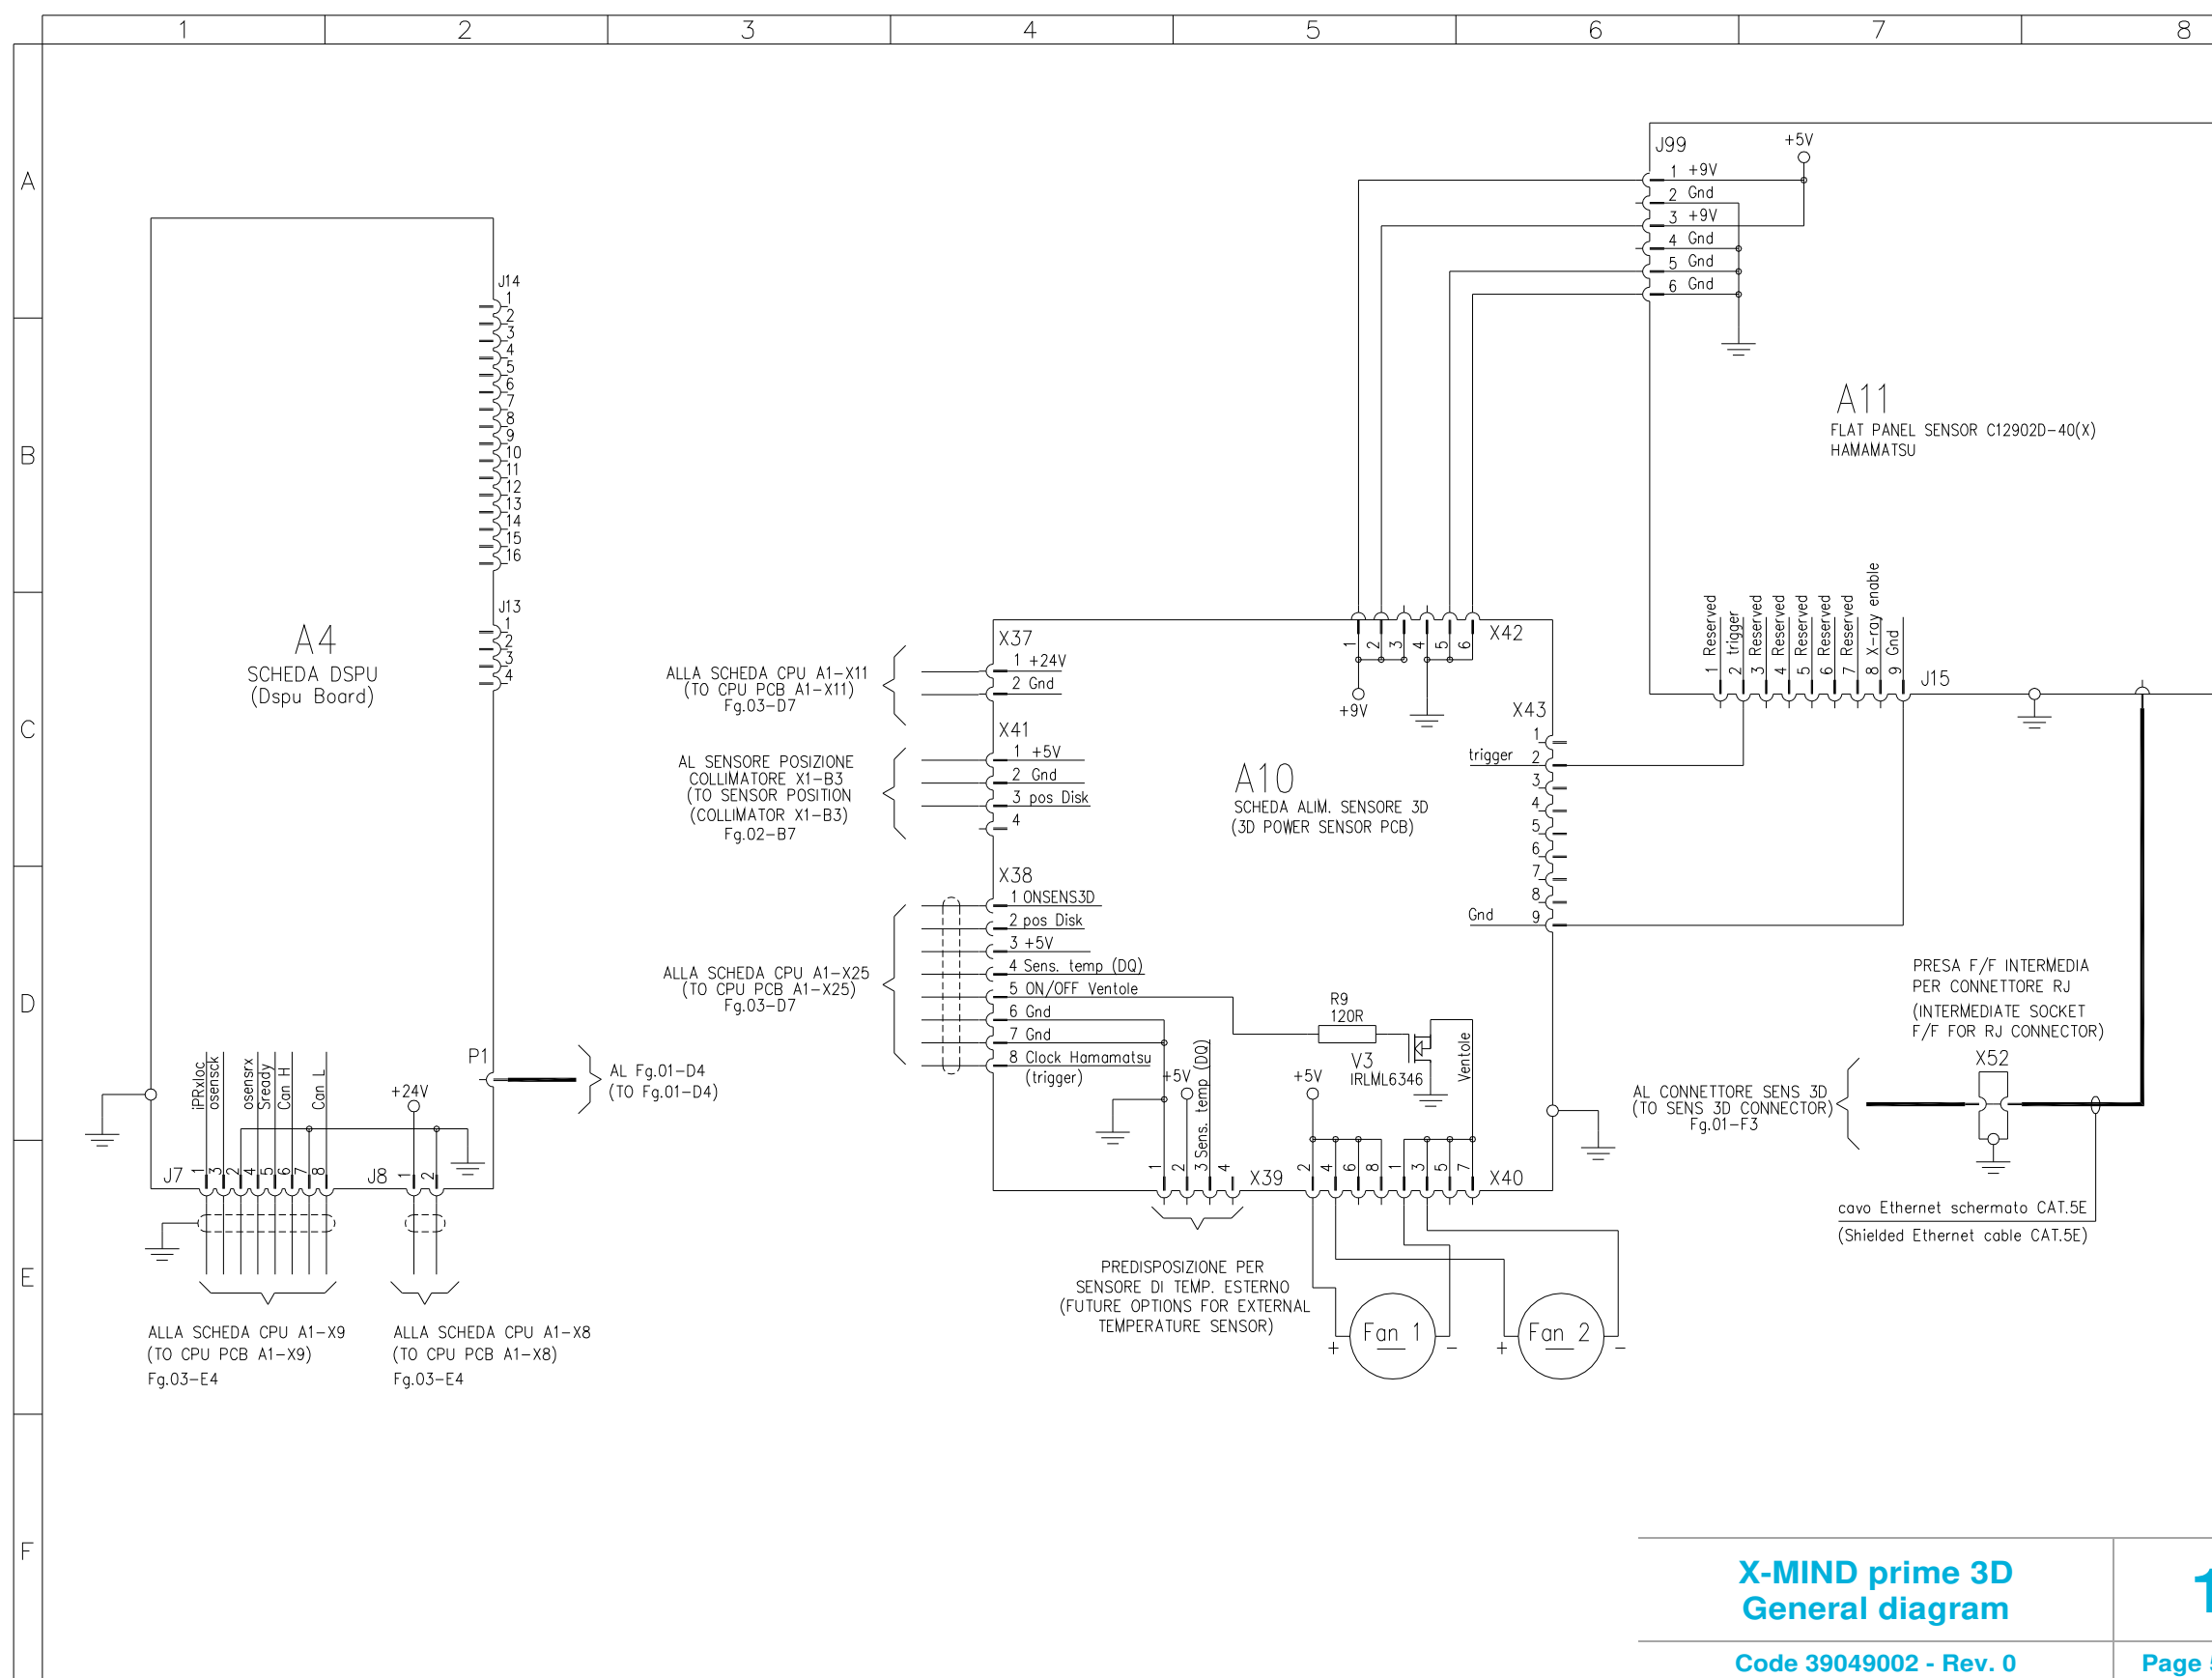 1 2 3 4 5 6 7 8
A
B
C
D
E
F
J14
1
2
3
4
5
6
7
8
9
10
11
12
13
14
15
16
J13
1
2
3
4
A4
SCHEDA DSPU
(Dspu Board)
P1
AL Fg.01-D4
(TO Fg.01-D4)
iPRxloc
osensck
osensrx
Sready
Can H
Can L
+24V
J7
1 3 2 4 5 6 7 8
J8
1 2
ALLA SCHEDA CPU A1-X9
(TO CPU PCB A1-X9)
Fg.03-E4
ALLA SCHEDA CPU A1-X8
(TO CPU PCB A1-X8)
Fg.03-E4
ALLA SCHEDA CPU A1-X11
(TO CPU PCB A1-X11)
Fg.03-D7
X37
1 +24V
2 Gnd
AL SENSORE POSIZIONE
COLLIMATORE X1-B3
(TO SENSOR POSITION
(COLLIMATOR X1-B3)
Fg.02-B7
X41
1 +5V
2 Gnd
3 pos Disk
4
ALLA SCHEDA CPU A1-X25
(TO CPU PCB A1-X25)
Fg.03-D7
X38
1 ONSENS3D
2 pos Disk
3 +5V
4 Sens. temp (DQ)
5 ON/OFF Ventole
6 Gnd
7 Gnd
8 Clock Hamamatsu
(trigger)
X42
1 2 3 4 5 6
+9V
A10
SCHEDA ALIM. SENSORE 3D
(3D POWER SENSOR PCB)
X43
trigger
1
2
3
4
5
6
7
8
9
Gnd
R9
120R
V3
IRLML6346
Ventole
+5V
Sens. temp (DQ)
+5V
1 2 3 4
X39
2 4 6 8 1 3 5 7
X40
PREDISPOSIZIONE PER
SENSORE DI TEMP. ESTERNO
(FUTURE OPTIONS FOR EXTERNAL
TEMPERATURE SENSOR)
Fan 1
+ -
Fan 2
+ -
J99
+5V
1 +9V
2 Gnd
3 +9V
4 Gnd
5 Gnd
6 Gnd
A11
FLAT PANEL SENSOR C12902D-40(X)
HAMAMATSU
1 Reserved
2 trigger
3 Reserved
4 Reserved
5 Reserved
6 Reserved
7 Reserved
8 X-ray enable
9 Gnd
J15
PRESA F/F INTERMEDIA
PER CONNETTORE RJ
(INTERMEDIATE SOCKET
F/F FOR RJ CONNECTOR)
X52
AL CONNETTORE SENS 3D
(TO SENS 3D CONNECTOR)
Fg.01-F3
cavo Ethernet schermato CAT.5E
(Shielded Ethernet cable CAT.5E)
X-MIND prime 3D
General diagram
Code 39049002 - Rev. 0
Page